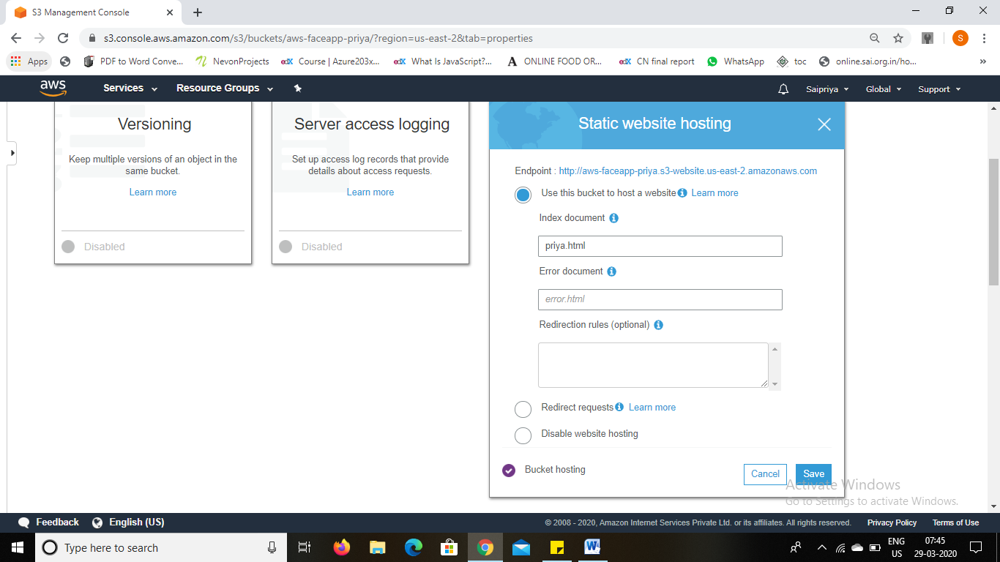 S3 Management Console
s3.console.aws.amazon.com/s3/buckets/aws-faceapp-priya/?region=us-east-2&tab=properties
S
Apps
PDF to Word Conve...
NevonProjects
edX Course | Azure203x...
edX What Is JavaScript?...
A ONLINE FOOD OR...
edX CN final report
WhatsApp
toc
online.sai.org.in/ho...
»
aws
Services
Resource Groups
Saipriya
Global
Support
Versioning
Keep multiple versions of an object in the
same bucket.
Learn more
Disabled
Server access logging
Set up access log records that provide
details about access requests.
Learn more
Disabled
Static website hosting
Endpoint : http://aws-faceapp-priya.s3-website.us-east-2.amazonaws.com
Use this bucket to host a website Learn more
Index document
priya.html
Error document
error.html
Redirection rules (optional)
Redirect requests Learn more
Disable website hosting
Bucket hosting
Cancel
Save
Activate Windows
Go to Settings to activate Windows.
Feedback
English (US)
© 2008 - 2020, Amazon Internet Services Private Ltd. or its affiliates. All rights reserved.
Privacy Policy
Terms of Use
Type here to search
ENG
US
07:45
29-03-2020